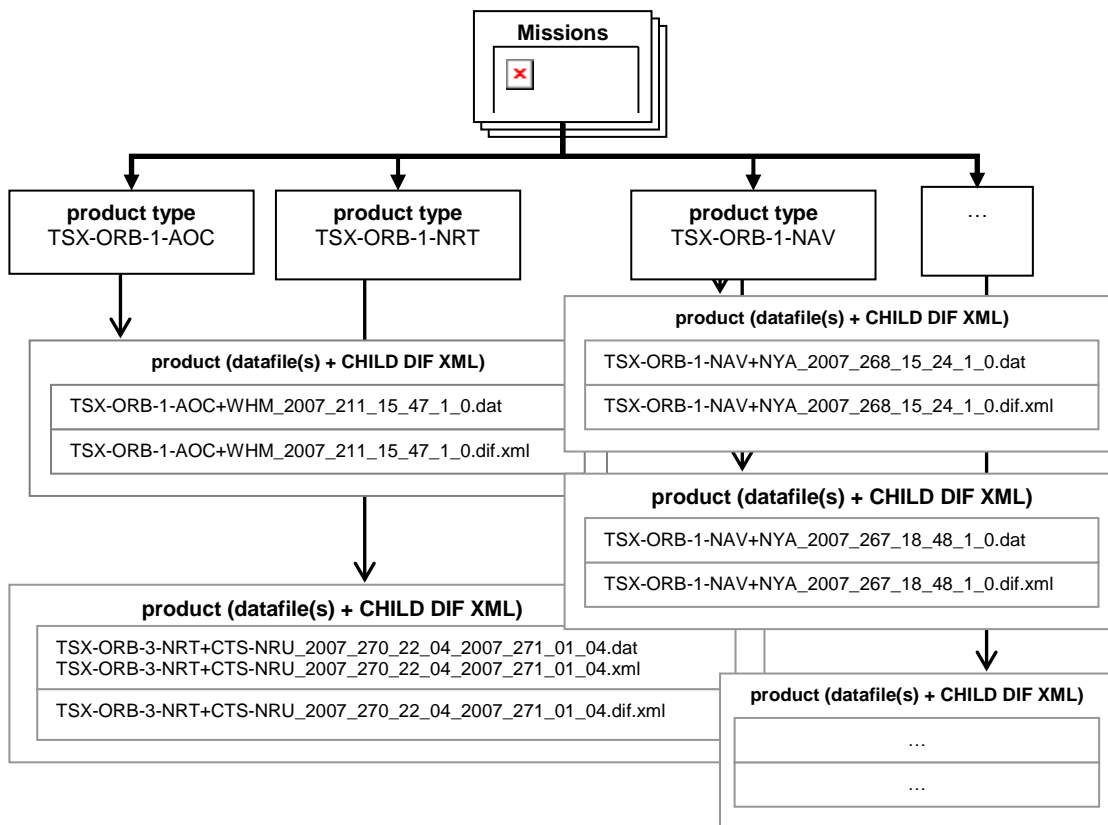 Missions
product type
TSX-ORB-1-AOC
product type
TSX-ORB-1-NRT
product type
TSX-ORB-1-NAV
…
product (datafile(s) + CHILD DIF XML)
TSX-ORB-1-AOC+WHM_2007_211_15_47_1_0.dat
TSX-ORB-1-AOC+WHM_2007_211_15_47_1_0.dif.xml
product (datafile(s) + CHILD DIF XML)
TSX-ORB-1-NAV+NYA_2007_268_15_24_1_0.dat
TSX-ORB-1-NAV+NYA_2007_268_15_24_1_0.dif.xml
product (datafile(s) + CHILD DIF XML)
TSX-ORB-1-NAV+NYA_2007_267_18_48_1_0.dat
TSX-ORB-1-NAV+NYA_2007_267_18_48_1_0.dif.xml
product (datafile(s) + CHILD DIF XML)
TSX-ORB-3-NRT+CTS-NRU_2007_270_22_04_2007_271_01_04.dat
TSX-ORB-3-NRT+CTS-NRU_2007_270_22_04_2007_271_01_04.xml
TSX-ORB-3-NRT+CTS-NRU_2007_270_22_04_2007_271_01_04.dif.xml
product (datafile(s) + CHILD DIF XML)
…
…